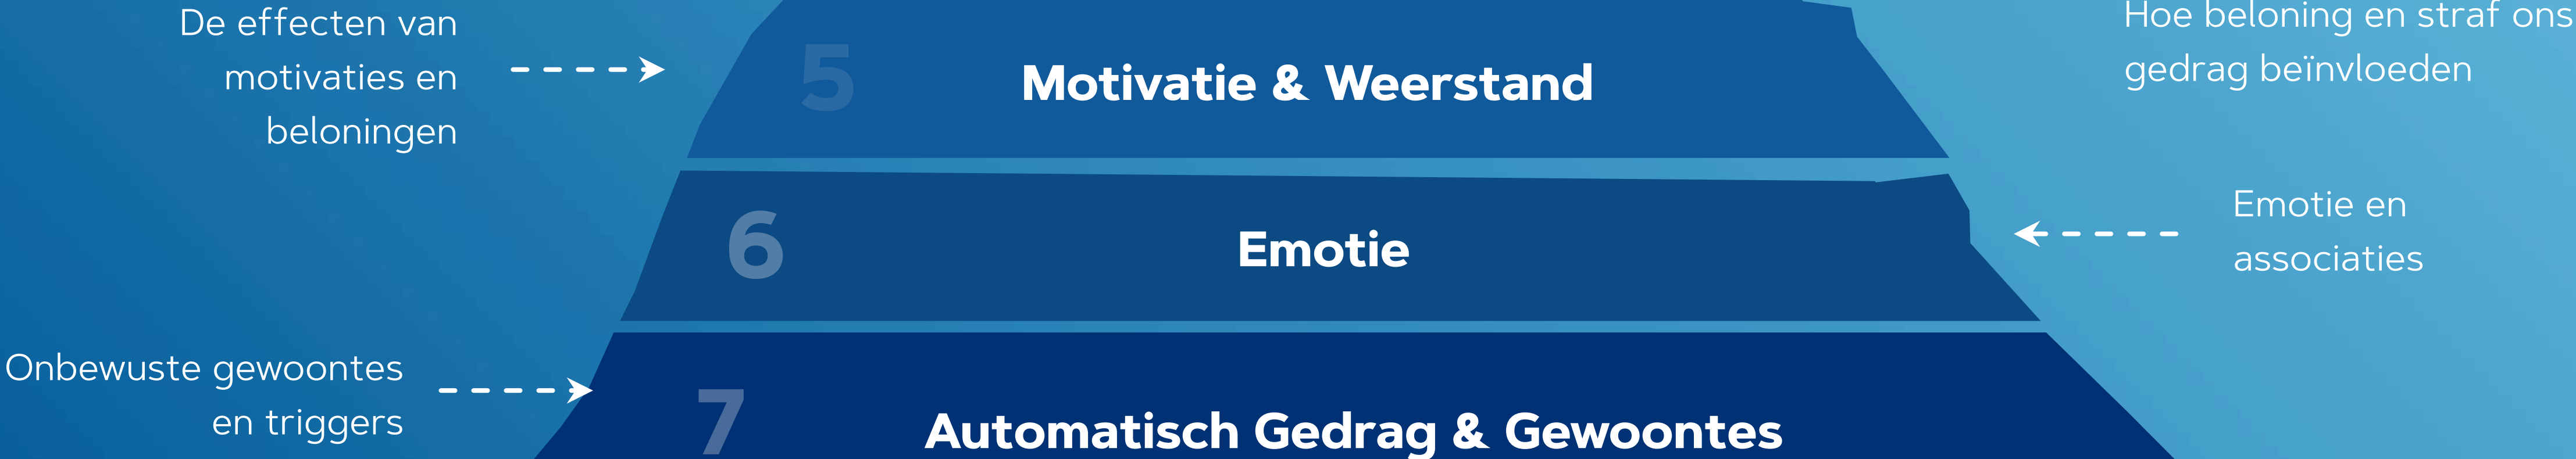 De effecten van
motivaties en
beloningen
5
Motivatie & Weerstand
Hoe beloning en straf ons
gedrag beïnvloeden
6
Emotie
Emotie en
associaties
Onbewuste gewoontes
en triggers
7
Automatisch Gedrag & Gewoontes